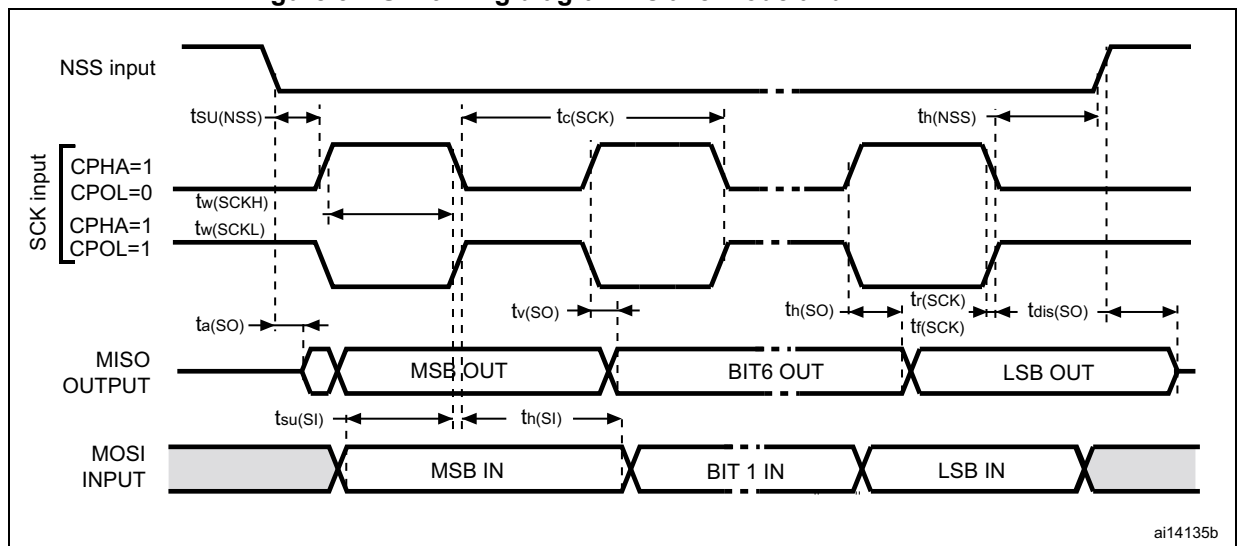 NSS input
tSU(NSS)
tc(SCK)
th(NSS)
SCK input
CPHA=1
CPOL=0
tw(SCKH)
CPHA=1
tw(SCKL)
CPOL=1
ta(SO)
tv(SO)
th(SO)
tr(SCK)
tf(SCK)
tdis(SO)
MISO
OUTPUT
MSB OUT
BIT6 OUT
LSB OUT
tsu(SI)
th(SI)
MOSI
INPUT
MSB IN
BIT 1 IN
LSB IN
ai14135b